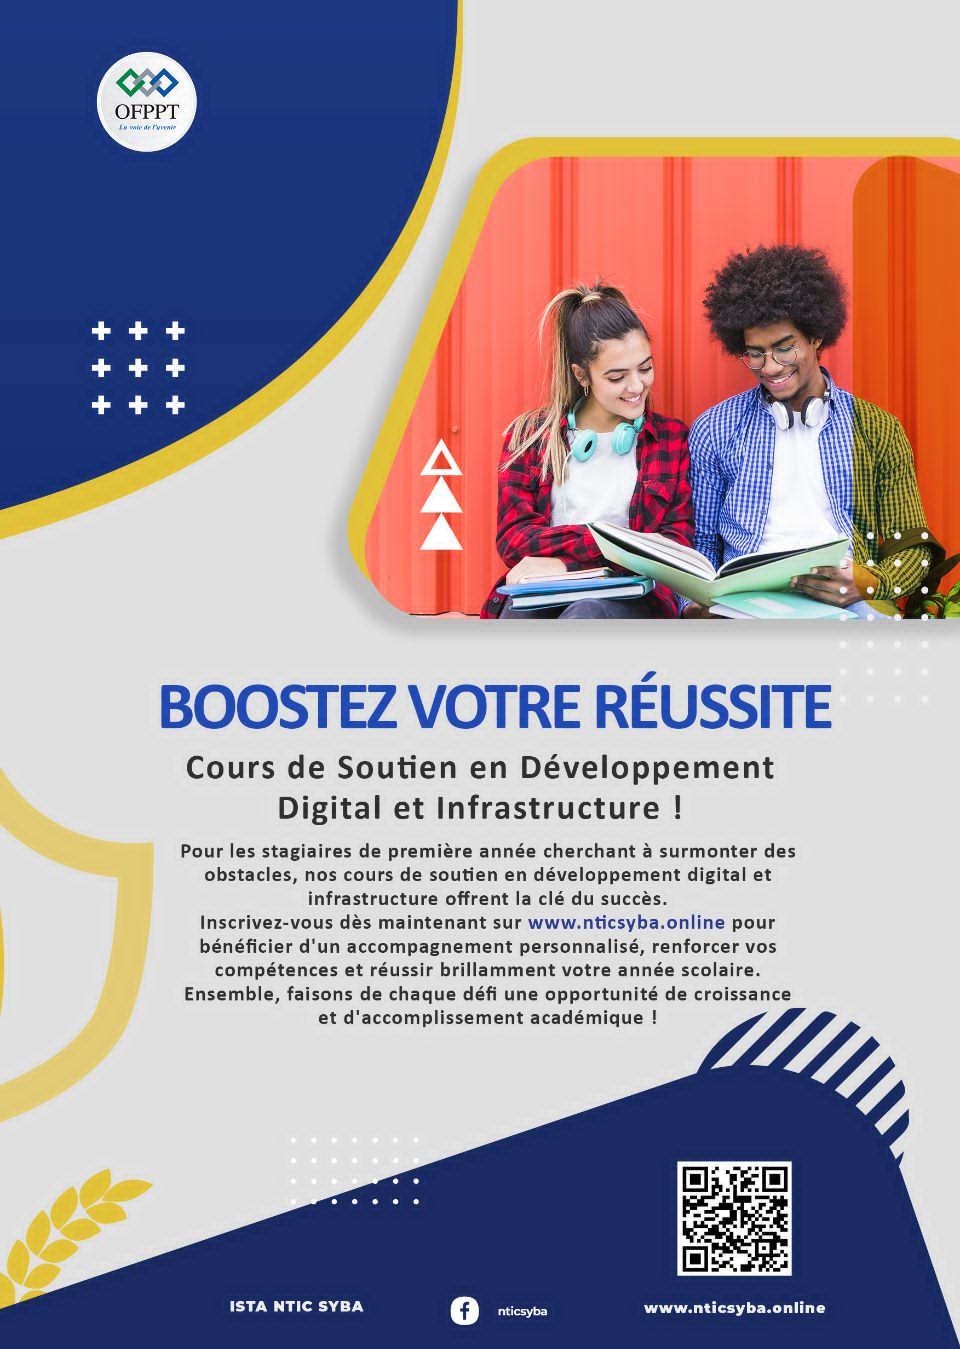 OFPPT
La voie de l'avenir
BOOSTEZ VOTRE RÉUSSITE
Cours de Soutien en Développement
Digital et Infrastructure !
Pour les stagiaires de première année cherchant à surmonter des
obstacles, nos cours de soutien en développement digital et
infrastructure offrent la clé du succès.
Inscrivez-vous dès maintenant sur www.nticsyba.online pour
bénéficier d'un accompagnement personnalisé, renforcer vos
compétences et réussir brillamment votre année scolaire.
Ensemble, faisons de chaque défi une opportunité de croissance
et d'accomplissement académique !
ISTA NTIC SYBA
nticsyba
www.nticsyba.online